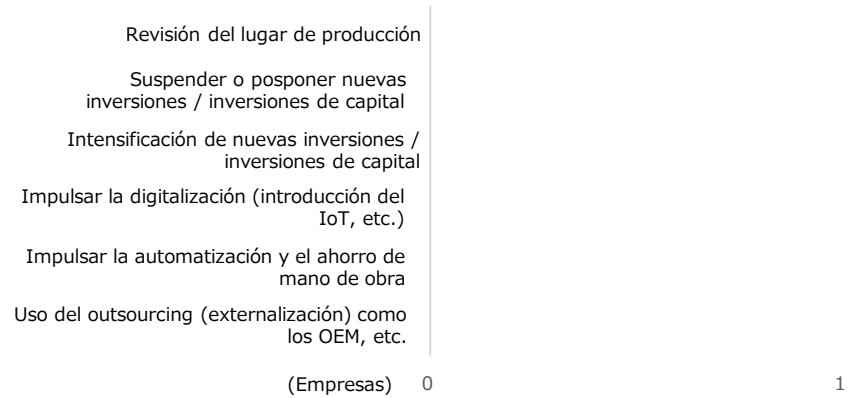 Revisión del lugar de producción
Suspender o posponer nuevas
inversiones / inversiones de capital
Intensificación de nuevas inversiones /
inversiones de capital
Impulsar la digitalización (introducción del
IoT, etc.)
Impulsar la automatización y el ahorro de
mano de obra
Uso del outsourcing (externalización) como
los OEM, etc.
(Empresas) 0 1